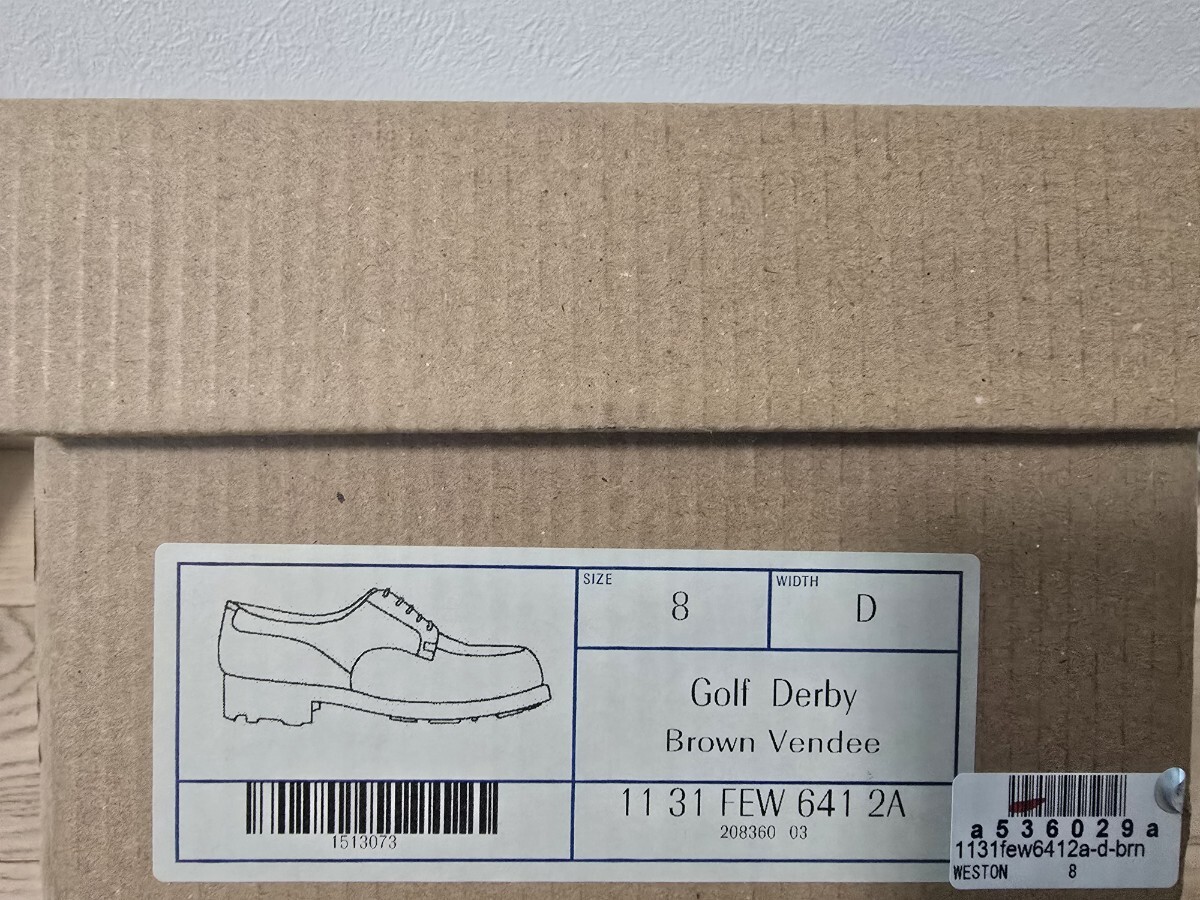 SIZE
8
WIDTH
D
Golf Derby
Brown Vendee
1513073
11 31 FEW 641 2A
208360 03
a536029a
1131few6412a-d-brn
WESTON 8